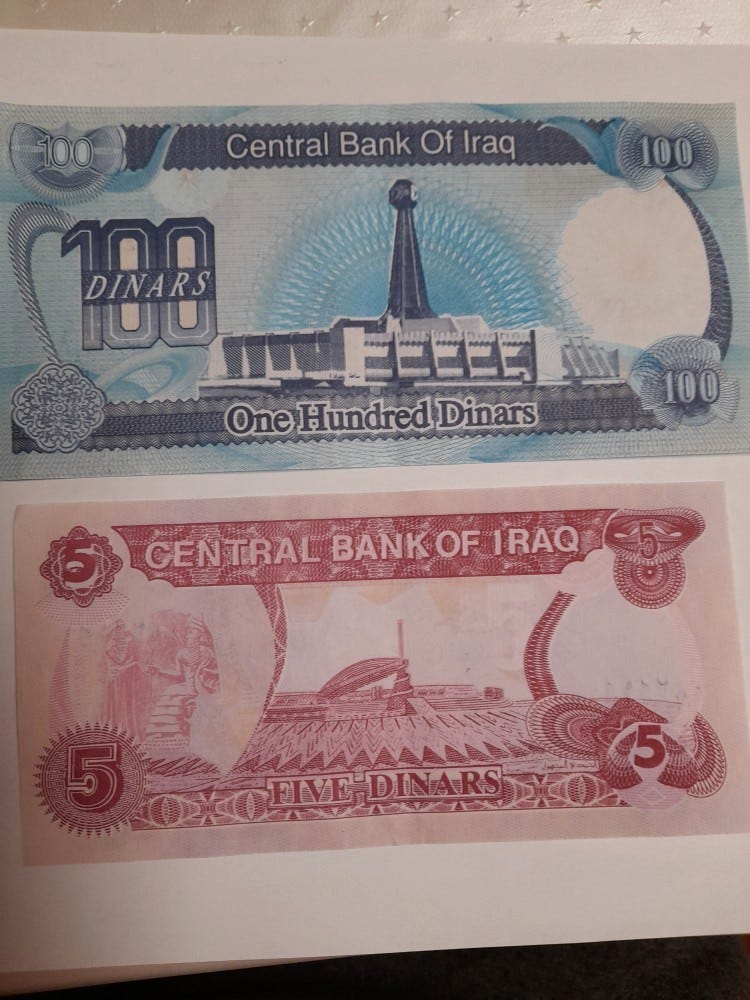 100 Central Bank Of Iraq 100
100
DINARS
100
One Hundred Dinars
5 CENTRAL BANK OF IRAQ 5
5 5
FIVE DINARS